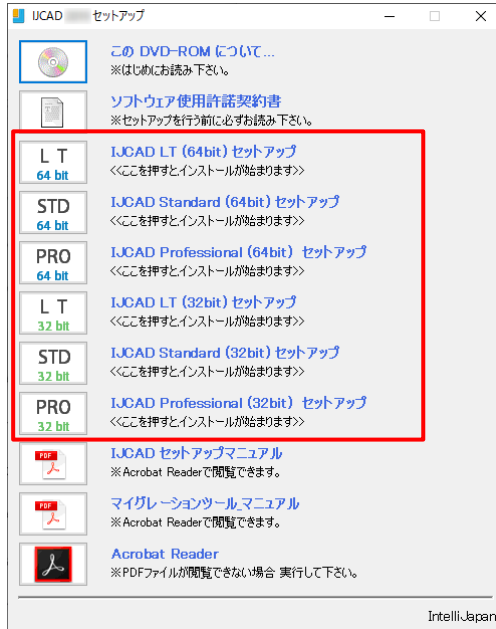 IJCAD セットアップ
この DVD-ROM について...
※はじめにお読み下さい。
ソフトウェア使用許諾契約書
※セットアップを行う前に必ずお読み下さい。
L T
64 bit
IJCAD LT (64bit) セットアップ
<<ここを押すとインストールが始まります>>
STD
64 bit
IJCAD Standard (64bit) セットアップ
<<ここを押すとインストールが始まります>>
PRO
64 bit
IJCAD Professional (64bit) セットアップ
<<ここを押すとインストールが始まります>>
L T
32 bit
IJCAD LT (32bit) セットアップ
<<ここを押すとインストールが始まります>>
STD
32 bit
IJCAD Standard (32bit) セットアップ
<<ここを押すとインストールが始まります>>
PRO
32 bit
IJCAD Professional (32bit) セットアップ
<<ここを押すとインストールが始まります>>
PDF
IJCAD セットアップマニュアル
※Acrobat Readerで閲覧できます。
PDF
マイグレーションツール_マニュアル
※Acrobat Readerで閲覧できます。
Acrobat Reader
※PDFファイルが閲覧できない場合 実行して下さい。
IntelliJapan